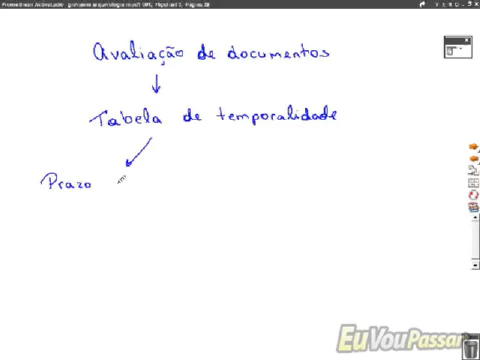 Avaliação de documentos
Tabela de temporalidade
Prazo
EuVouPassar